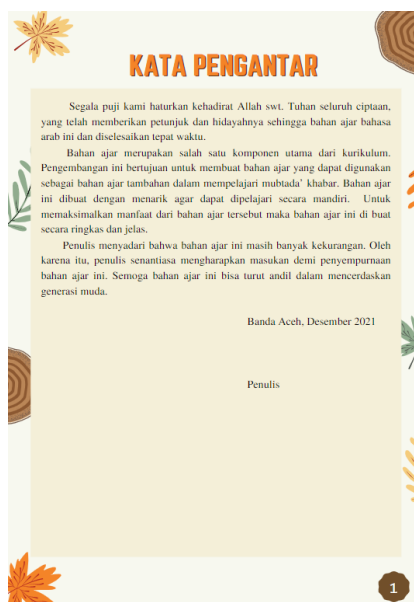 KATA PENGANTAR
Segala puji kami haturkan kehadirat Allah swt. Tuhan seluruh ciptaan,
yang telah memberikan petunjuk dan hidayahnya sehingga bahan ajar bahasa
arab ini dan diselesaikan tepat waktu.
Bahan ajar merupakan salah satu komponen utama dari kurikulum.
Pengembangan ini bertujuan untuk membuat bahan ajar yang dapat digunakan
sebagai bahan ajar tambahan dalam mempelajari mubtada' khabar. Bahan ajar
ini dibuat dengan menarik agar dapat dipelajari secara mandiri. Untuk
memaksimalkan manfaat dari bahan ajar tersebut maka bahan ajar ini di buat
secara ringkas dan jelas.
Penulis menyadari bahwa bahan ajar ini masih banyak kekurangan. Oleh
karena itu, penulis senantiasa mengharapkan masukan demi penyempurnaan
bahan ajar ini. Semoga bahan ajar ini bisa turut andil dalam mencerdaskan
generasi muda.
Banda Aceh, Desember 2021
Penulis
1